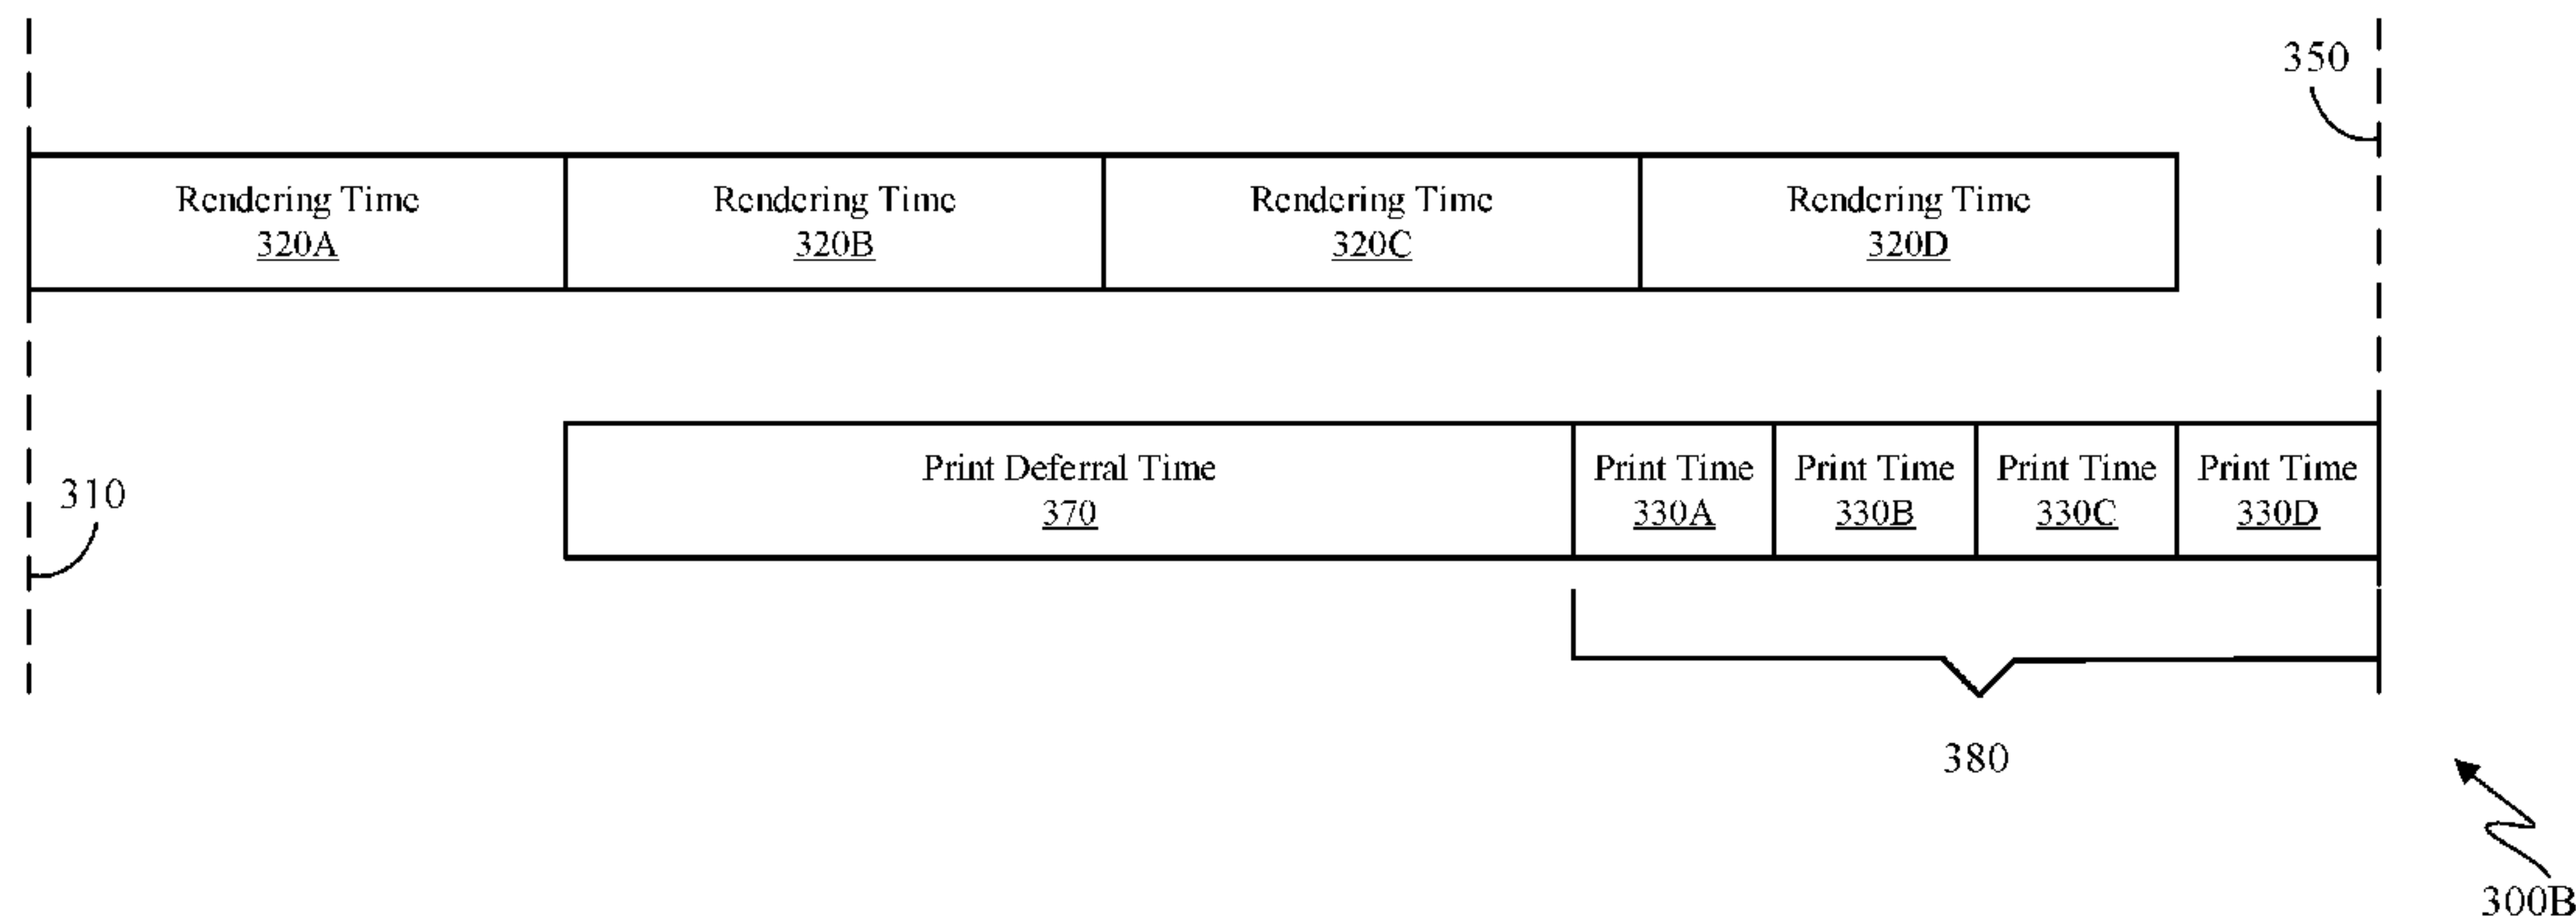 350
Rendering Time
320A
Rendering Time
320B
Rendering Time
320C
Rendering Time
320D
310
Print Deferral Time
370
Print Time
330A
Print Time
330B
Print Time
330C
Print Time
330D
380
300B